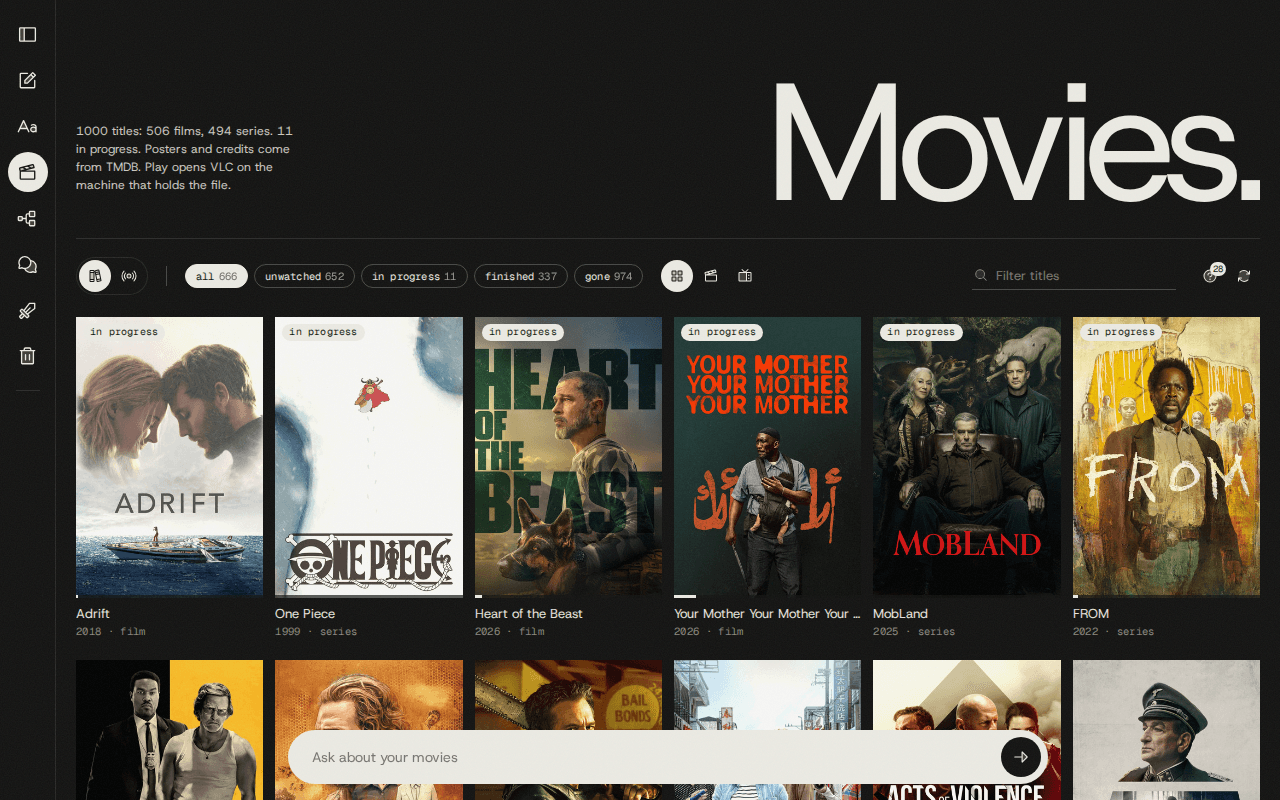 Movies.
1000 titles: 506 films, 494 series. 11
in progress. Posters and credits come
from TMDB. Play opens VLC on the
machine that holds the file.
Aa
all 666
unwatched 652
in progress 11
finished 337
gone 974
Filter titles
28
in progress
in progress
in progress
in progress
in progress
in progress
ADRIFT
ONE PIECE
HEART
OF
THE
BEAST
YOUR MOTHER
YOUR MOTHER
YOUR MOTHER
MOBLAND
FROM
Adrift
2018 · film
One Piece
1999 · series
Heart of the Beast
2026 · film
Your Mother Your Mother Your …
2026 · film
MobLand
2025 · series
FROM
2022 · series
BAIL
BONDS
Ask about your movies
ACTS OF VIOLENCE